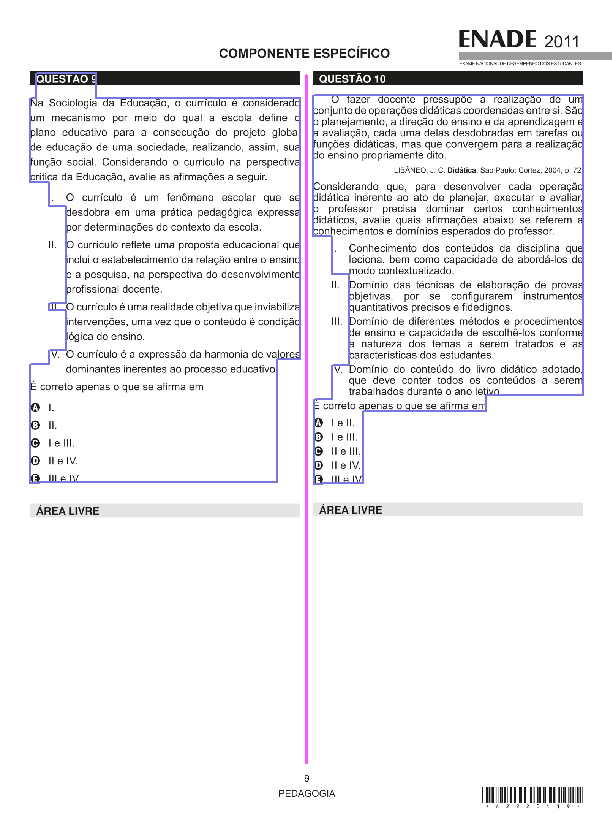 ENADE 2011
EXAME NACIONAL DE DESEMPENHO DOS ESTUDANTES
COMPONENTE ESPECÍFICO
QUESTÃO 9
Na Sociologia da Educação, o currículo é considerado
um mecanismo por meio do qual a escola define o
plano educativo para a consecução do projeto global
de educação de uma sociedade, realizando, assim, sua
função social. Considerando o currículo na perspectiva
crítica da Educação, avalie as afirmações a seguir.
I. O currículo é um fenômeno escolar que se
desdobra em uma prática pedagógica expressa
por determinações do contexto da escola.
II. O currículo reflete uma proposta educacional que
inclui o estabelecimento da relação entre o ensino
e a pesquisa, na perspectiva do desenvolvimento
profissional docente.
III. O currículo é uma realidade objetiva que inviabiliza
intervenções, uma vez que o conteúdo é condição
lógica do ensino.
IV. O currículo é a expressão da harmonia de valores
dominantes inerentes ao processo educativo.
É correto apenas o que se afirma em
A I.
B II.
C I e III.
D II e IV.
E III e IV.
ÁREA LIVRE
QUESTÃO 10
O fazer docente pressupõe a realização de um
conjunto de operações didáticas coordenadas entre si. São
o planejamento, a direção do ensino e da aprendizagem e
a avaliação, cada uma delas desdobradas em tarefas ou
funções didáticas, mas que convergem para a realização
do ensino propriamente dito.
LIBÂNEO, J. C. Didática. São Paulo: Cortez, 2004, p. 72.
Considerando que, para desenvolver cada operação
didática inerente ao ato de planejar, executar e avaliar,
o professor precisa dominar certos conhecimentos
didáticos, avalie quais afirmações abaixo se referem a
conhecimentos e domínios esperados do professor.
I. Conhecimento dos conteúdos da disciplina que
leciona, bem como capacidade de abordá-los de
modo contextualizado.
II. Domínio das técnicas de elaboração de provas
objetivas, por se configurarem instrumentos
quantitativos precisos e fidedignos.
III. Domínio de diferentes métodos e procedimentos
de ensino e capacidade de escolhê-los conforme
a natureza dos temas a serem tratados e as
características dos estudantes.
IV. Domínio do conteúdo do livro didático adotado,
que deve conter todos os conteúdos a serem
trabalhados durante o ano letivo.
É correto apenas o que se afirma em
A I e II.
B I e III.
C II e III.
D II e IV.
E III e IV.
ÁREA LIVRE
9
PEDAGOGIA